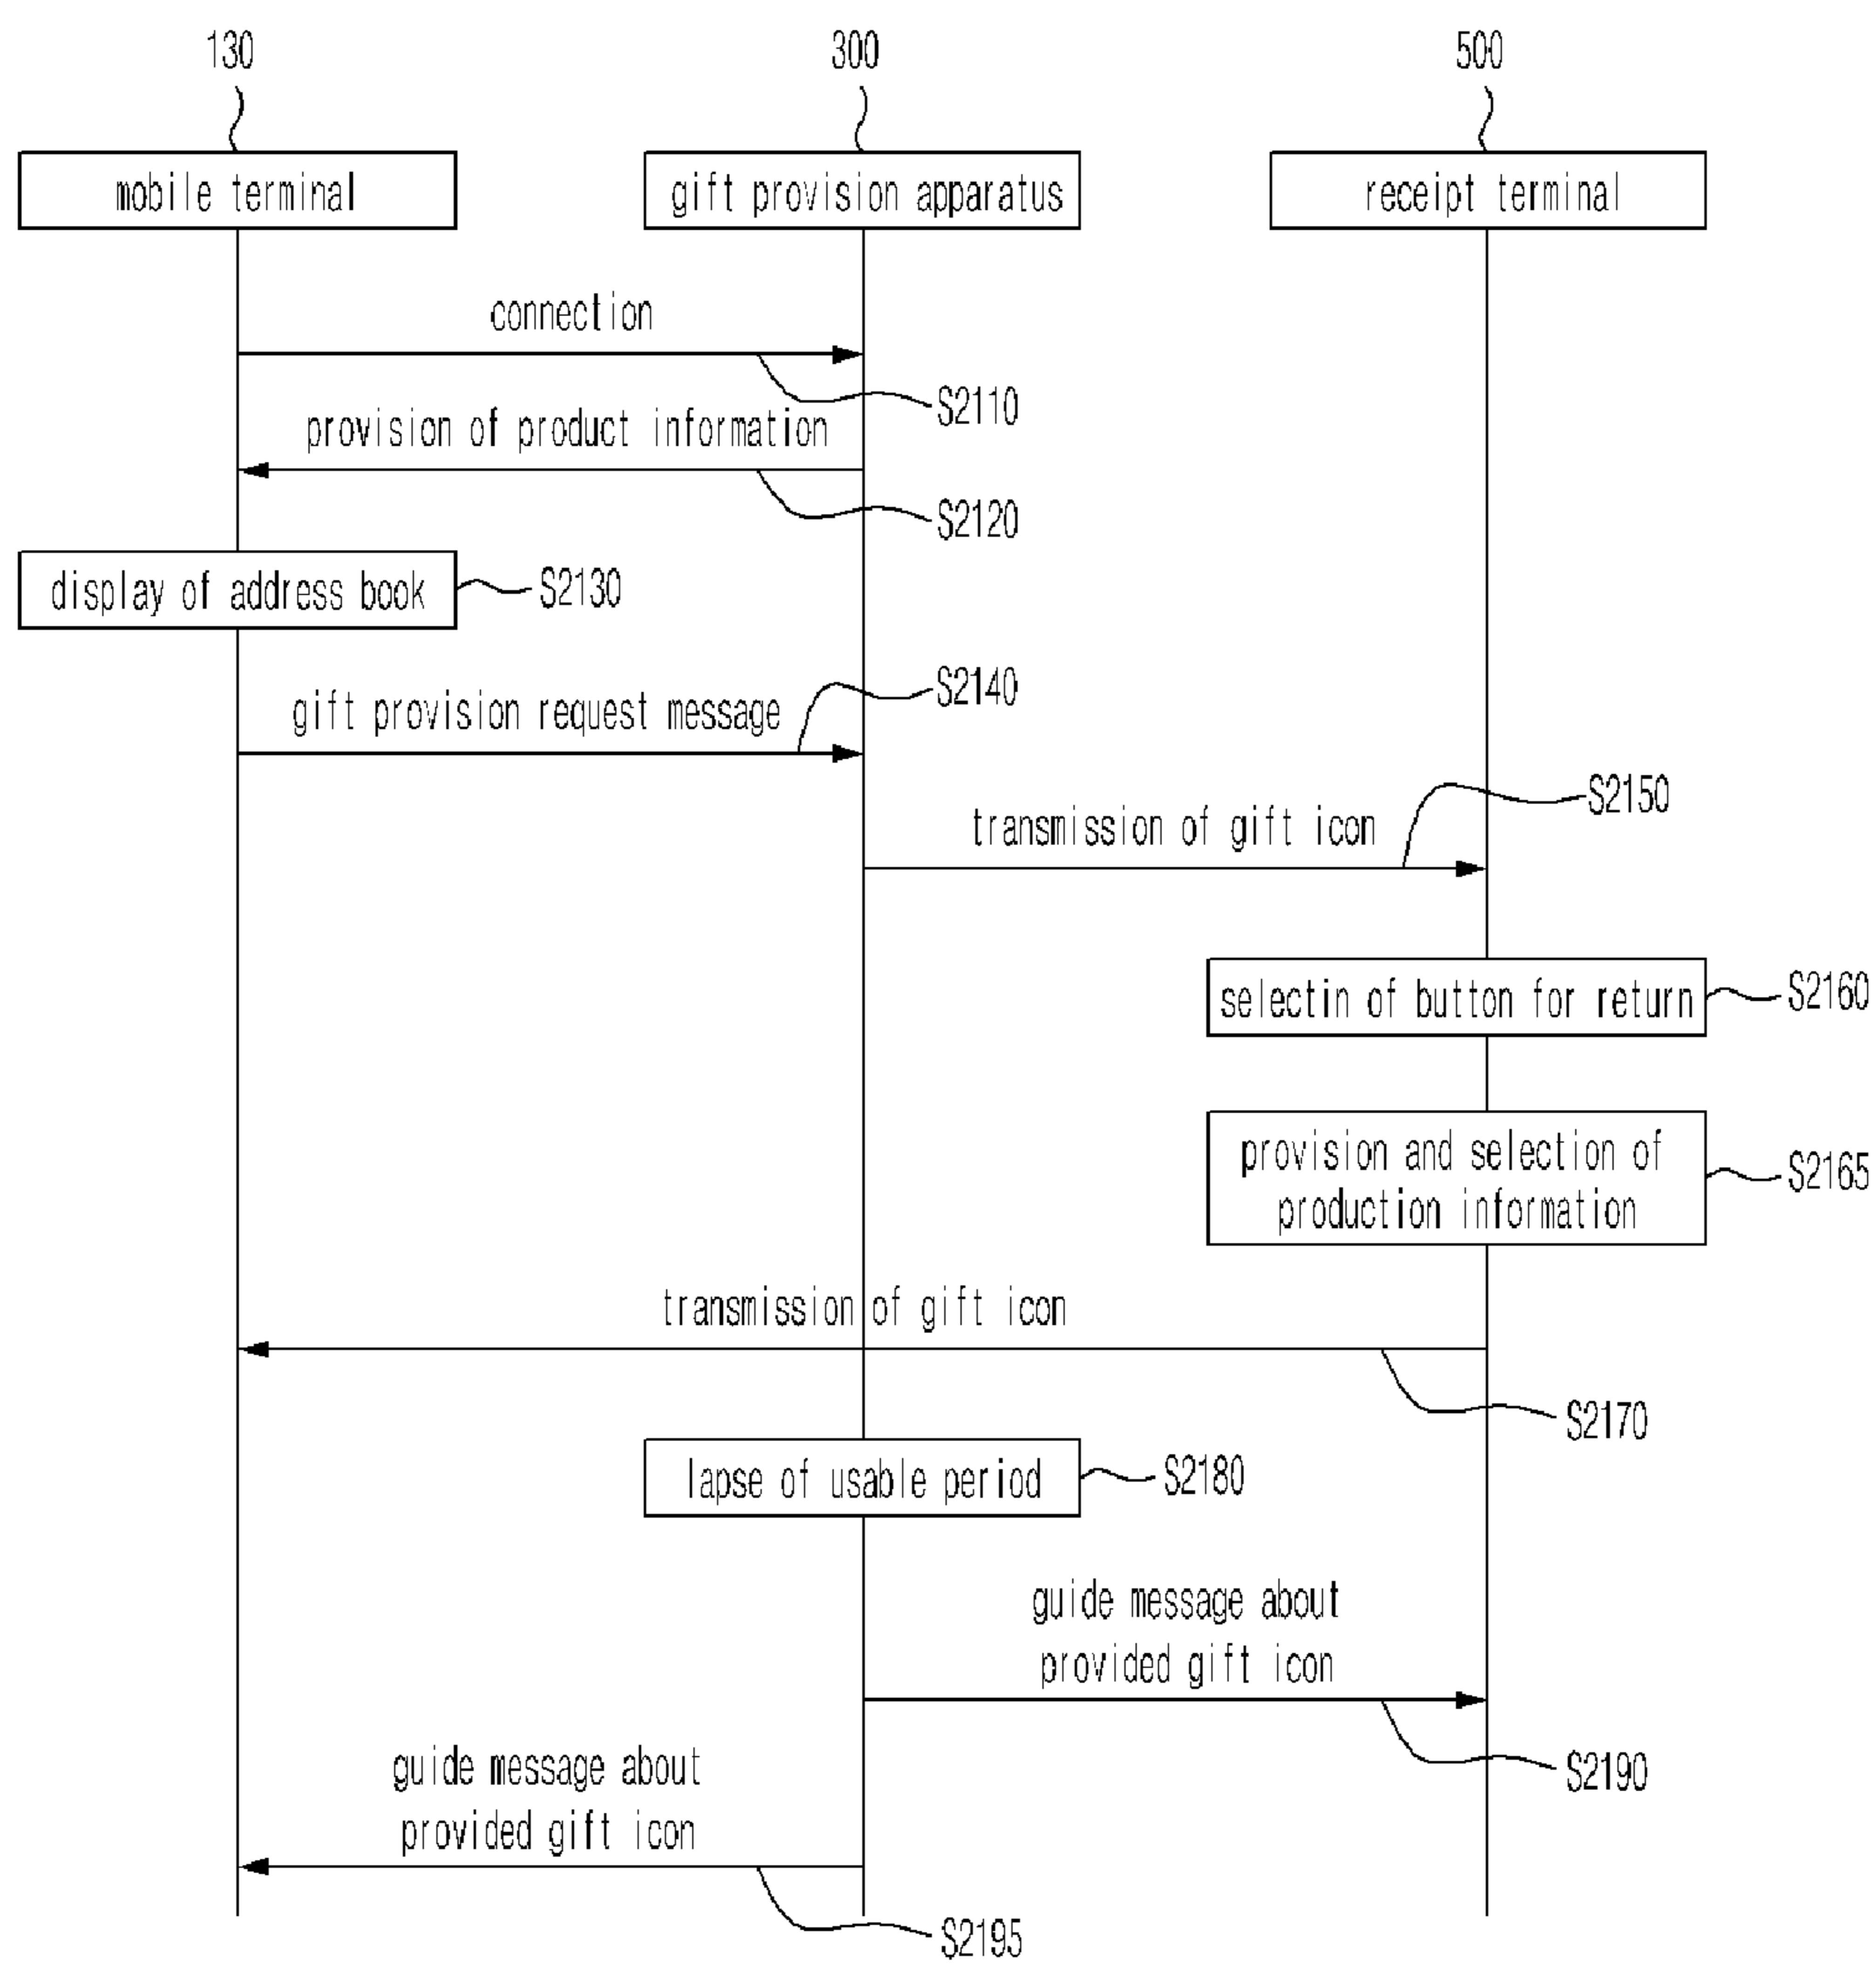 130
300
500
mobile terminal
gift provision apparatus
receipt terminal
connection
S2110
provision of product information
S2120
display of address book
S2130
S2140
gift provision request message
S2150
transmission of gift icon
selectin of button for return
S2160
provision and selection of
production information
S2165
transmission of gift icon
S2170
lapse of usable period
S2180
guide message about
provided gift icon
S2190
guide message about
provided gift icon
S2195